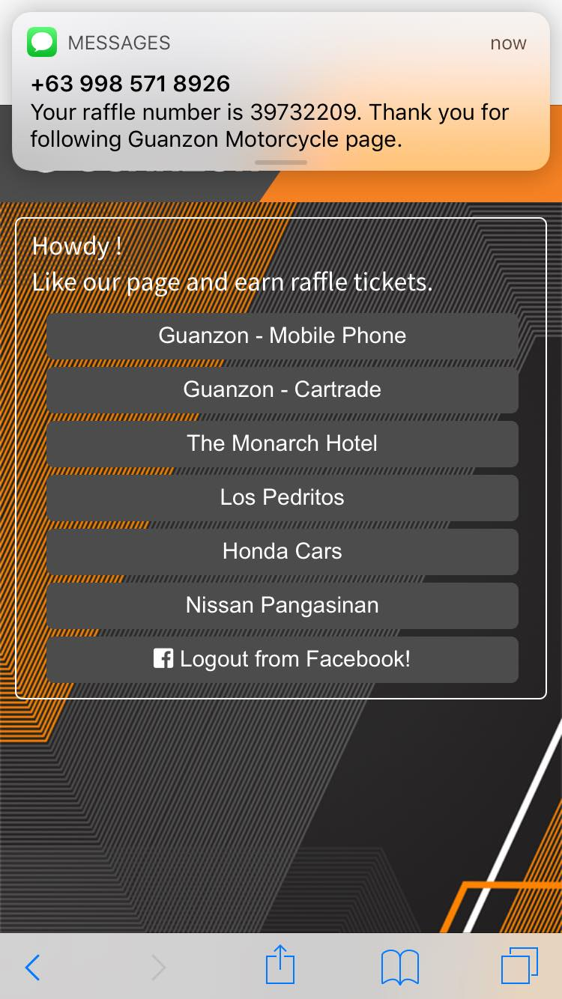 MESSAGES now
+63 998 571 8926
Your raffle number is 39732209. Thank you for
following Guanzon Motorcycle page.
Howdy !
Like our page and earn raffle tickets.
Guanzon - Mobile Phone
Guanzon - Cartrade
The Monarch Hotel
Los Pedritos
Honda Cars
Nissan Pangasinan
Logout from Facebook!